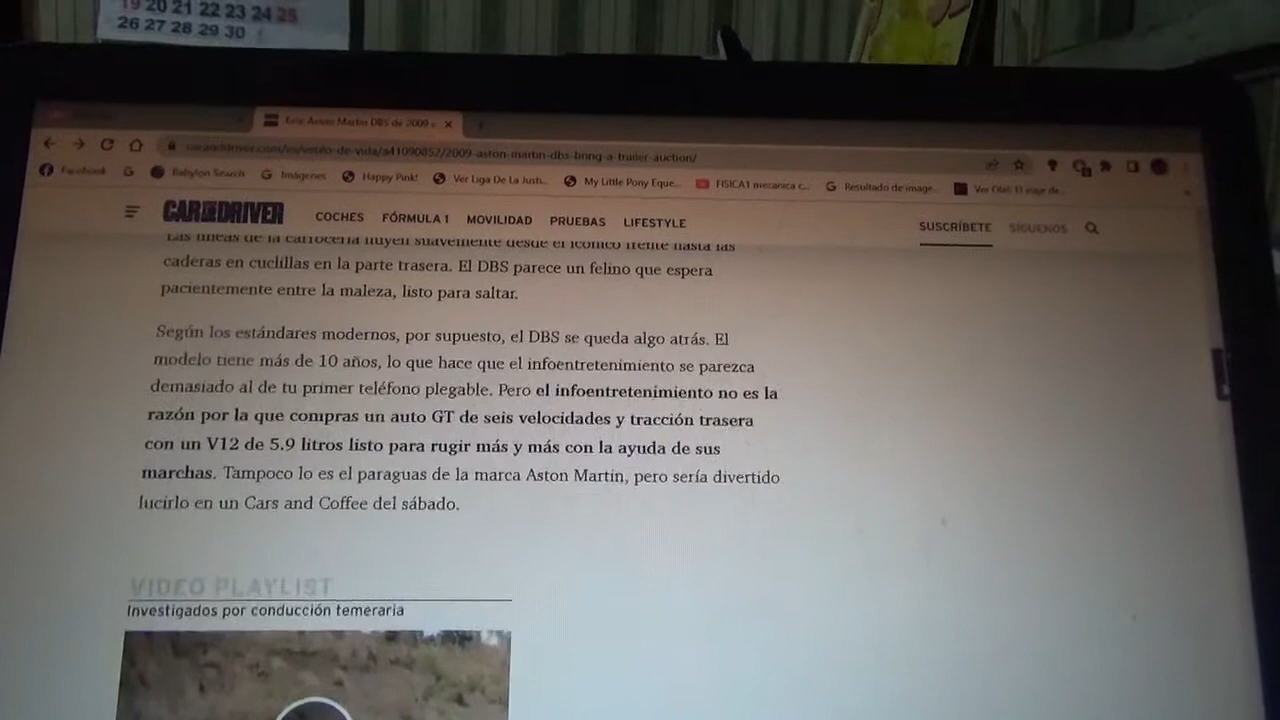 19 20 21 22 23 24 25
26 27 28 29 30
Aston Martin DBS de 2009
caranddriver.com/es/estilo-de-vida/a41090852/2009-aston-martin-dbs-bring-a-trailer-auction/
Facebook
Babylon Search
Imágenes
Happy Pink!
Ver Liga De La Justi...
My Little Pony Eque...
FISICA1 mecanica c...
Resultado de image...
CAR AND DRIVER
COCHES FÓRMULA 1 MOVILIDAD PRUEBAS LIFESTYLE
SUSCRÍBETE SÍGUENOS
Las líneas de la carrocería fluyen suavemente desde el icónico frente hasta las
caderas en cuclillas en la parte trasera. El DBS parece un felino que espera
pacientemente entre la maleza, listo para saltar.
Según los estándares modernos, por supuesto, el DBS se queda algo atrás. El
modelo tiene más de 10 años, lo que hace que el infoentretenimiento se parezca
demasiado al de tu primer teléfono plegable. Pero el infoentretenimiento no es la
razón por la que compras un auto GT de seis velocidades y tracción trasera
con un V12 de 5.9 litros listo para rugir más y más con la ayuda de sus
marchas. Tampoco lo es el paraguas de la marca Aston Martin, pero sería divertido
lucirlo en un Cars and Coffee del sábado.
VIDEO PLAYLIST
Investigados por conducción temeraria